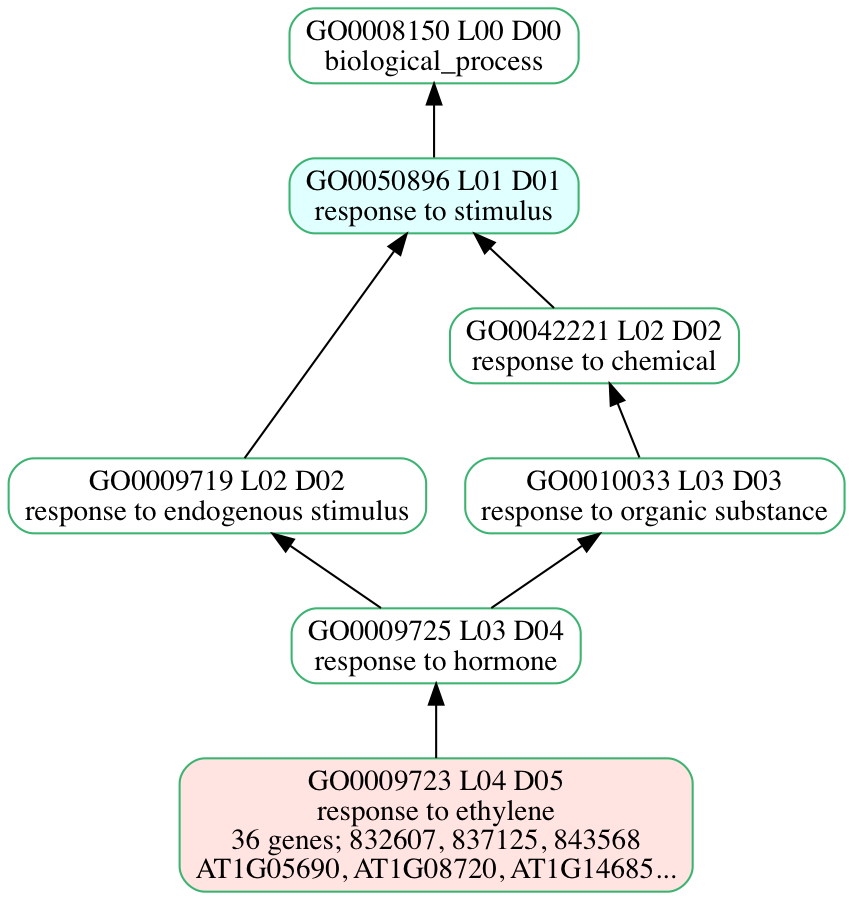 GO0008150 L00 D00
biological_process
GO0050896 L01 D01
response to stimulus
GO0042221 L02 D02
response to chemical
GO0009719 L02 D02
response to endogenous stimulus
GO0010033 L03 D03
response to organic substance
GO0009725 L03 D04
response to hormone
GO0009723 L04 D05
response to ethylene
36 genes; 832607, 837125, 843568
AT1G05690, AT1G08720, AT1G14685...